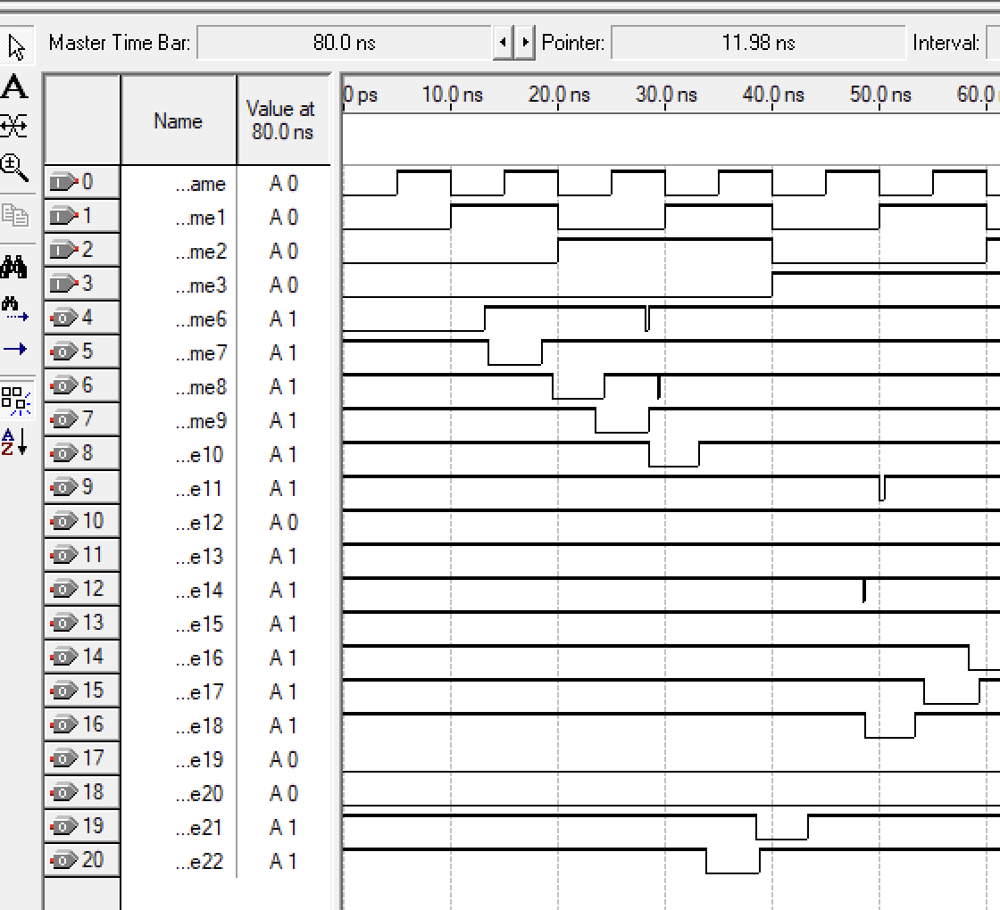 Master Time Bar: 80.0 ns Pointer: 11.98 ns Interval:
Name Value at 80.0 ns
0 ps 10.0 ns 20.0 ns 30.0 ns 40.0 ns 50.0 ns 60.0
0 ...ame A 0
1 ...me1 A 0
2 ...me2 A 0
3 ...me3 A 0
4 ...me6 A 1
5 ...me7 A 1
6 ...me8 A 1
7 ...me9 A 1
8 ...e10 A 1
9 ...e11 A 1
10 ...e12 A 0
11 ...e13 A 1
12 ...e14 A 1
13 ...e15 A 1
14 ...e16 A 1
15 ...e17 A 1
16 ...e18 A 1
17 ...e19 A 0
18 ...e20 A 0
19 ...e21 A 1
20 ...e22 A 1